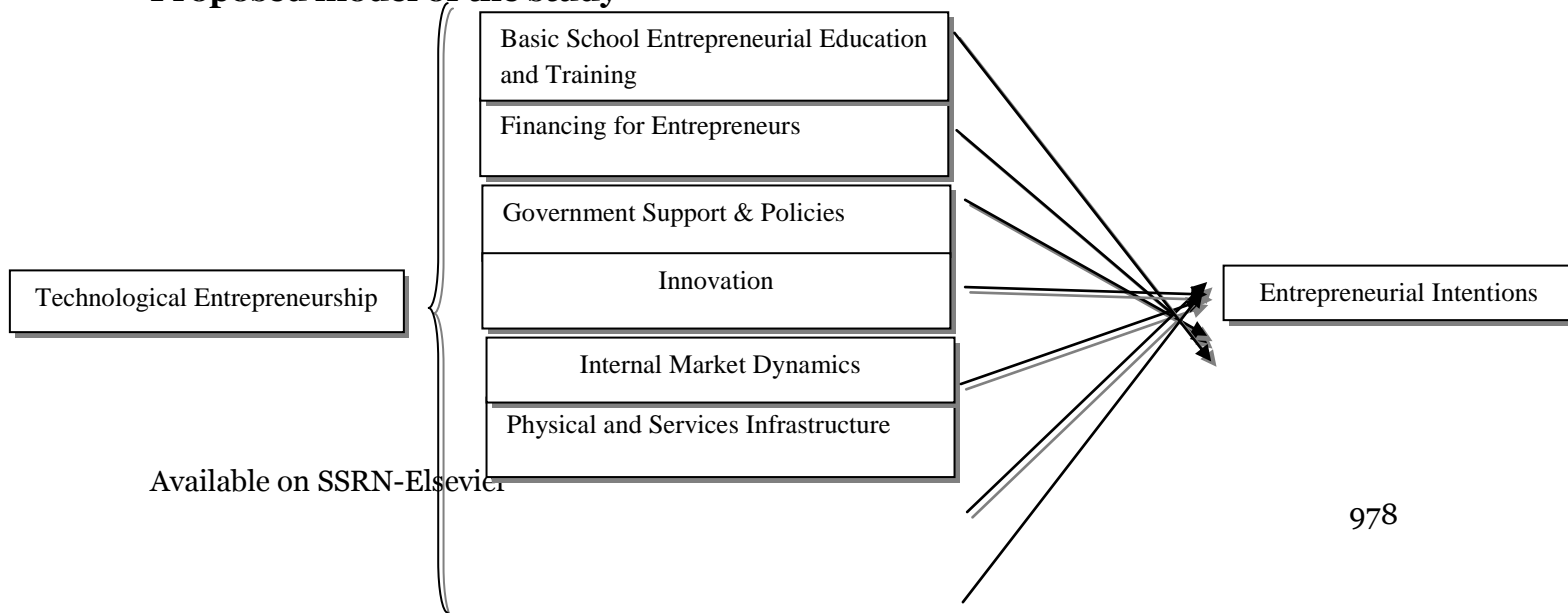 Proposed model of the study
Basic School Entrepreneurial Education
and Training
Financing for Entrepreneurs
Government Support & Policies
Innovation
Technological Entrepreneurship
Entrepreneurial Intentions
Internal Market Dynamics
Physical and Services Infrastructure
Available on SSRN-Elsevier
978